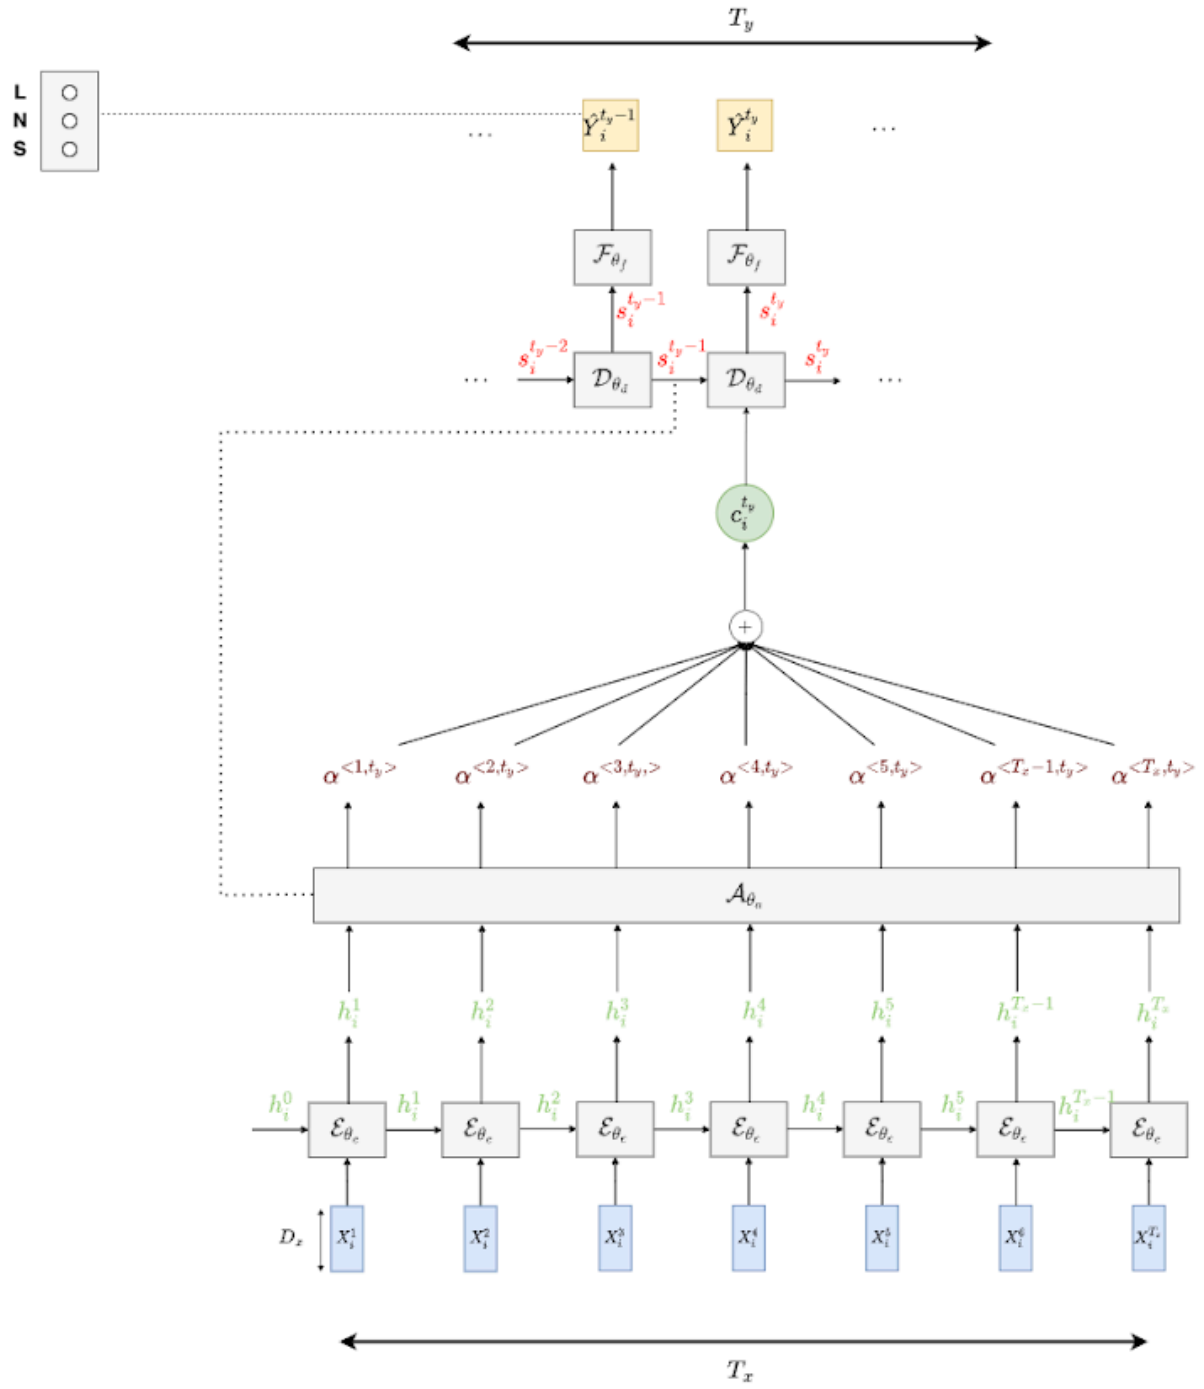 T_y
L
N
S
... Ŷ_i^{t_y-1} Ŷ_i^{t_y} ...
𝓕_{θ_f} 𝓕_{θ_f}
s_i^{t_y-1} s_i^{t_y}
s_i^{t_y-2} s_i^{t_y-1} s_i^{t_y}
... 𝓓_{θ_d} 𝓓_{θ_d} ...
c_i^{t_y}
+
α^{<1,t_y>} α^{<2,t_y>} α^{<3,t_y,>} α^{<4,t_y>} α^{<5,t_y>} α^{<T_x-1,t_y>} α^{<T_x,t_y>}
𝓐_{θ_a}
h_i^1 h_i^2 h_i^3 h_i^4 h_i^5 h_i^{T_x-1} h_i^{T_x}
h_i^0 h_i^1 h_i^2 h_i^3 h_i^4 h_i^5 h_i^{T_x-1}
𝓔_{θ_e} 𝓔_{θ_e} 𝓔_{θ_e} 𝓔_{θ_e} 𝓔_{θ_e} 𝓔_{θ_e} 𝓔_{θ_e}
D_x X_i^1 X_i^2 X_i^3 X_i^4 X_i^5 X_i^6 X_i^{T_x}
T_x